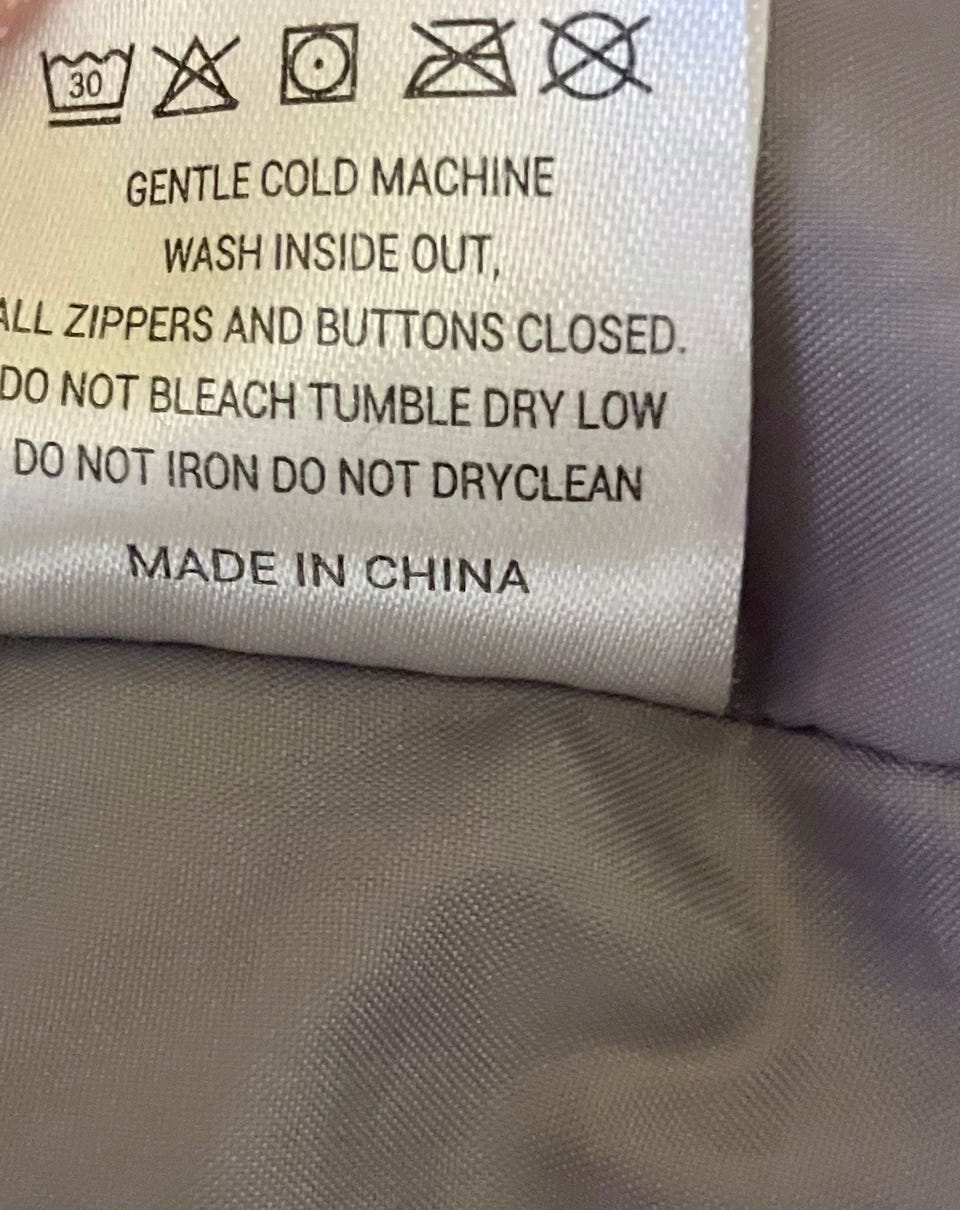 30
GENTLE COLD MACHINE
WASH INSIDE OUT,
ALL ZIPPERS AND BUTTONS CLOSED.
DO NOT BLEACH TUMBLE DRY LOW
DO NOT IRON DO NOT DRYCLEAN
MADE IN CHINA